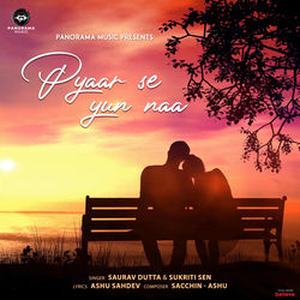 PANORAMA
MUSIC
PANORAMA MUSIC PRESENTS
Pyaar se
yun naa
SINGER SAURAV DUTTA & SUKRITI SEN
LYRICS ASHU SAHDEV COMPOSER SACCHIN - ASHU
believe